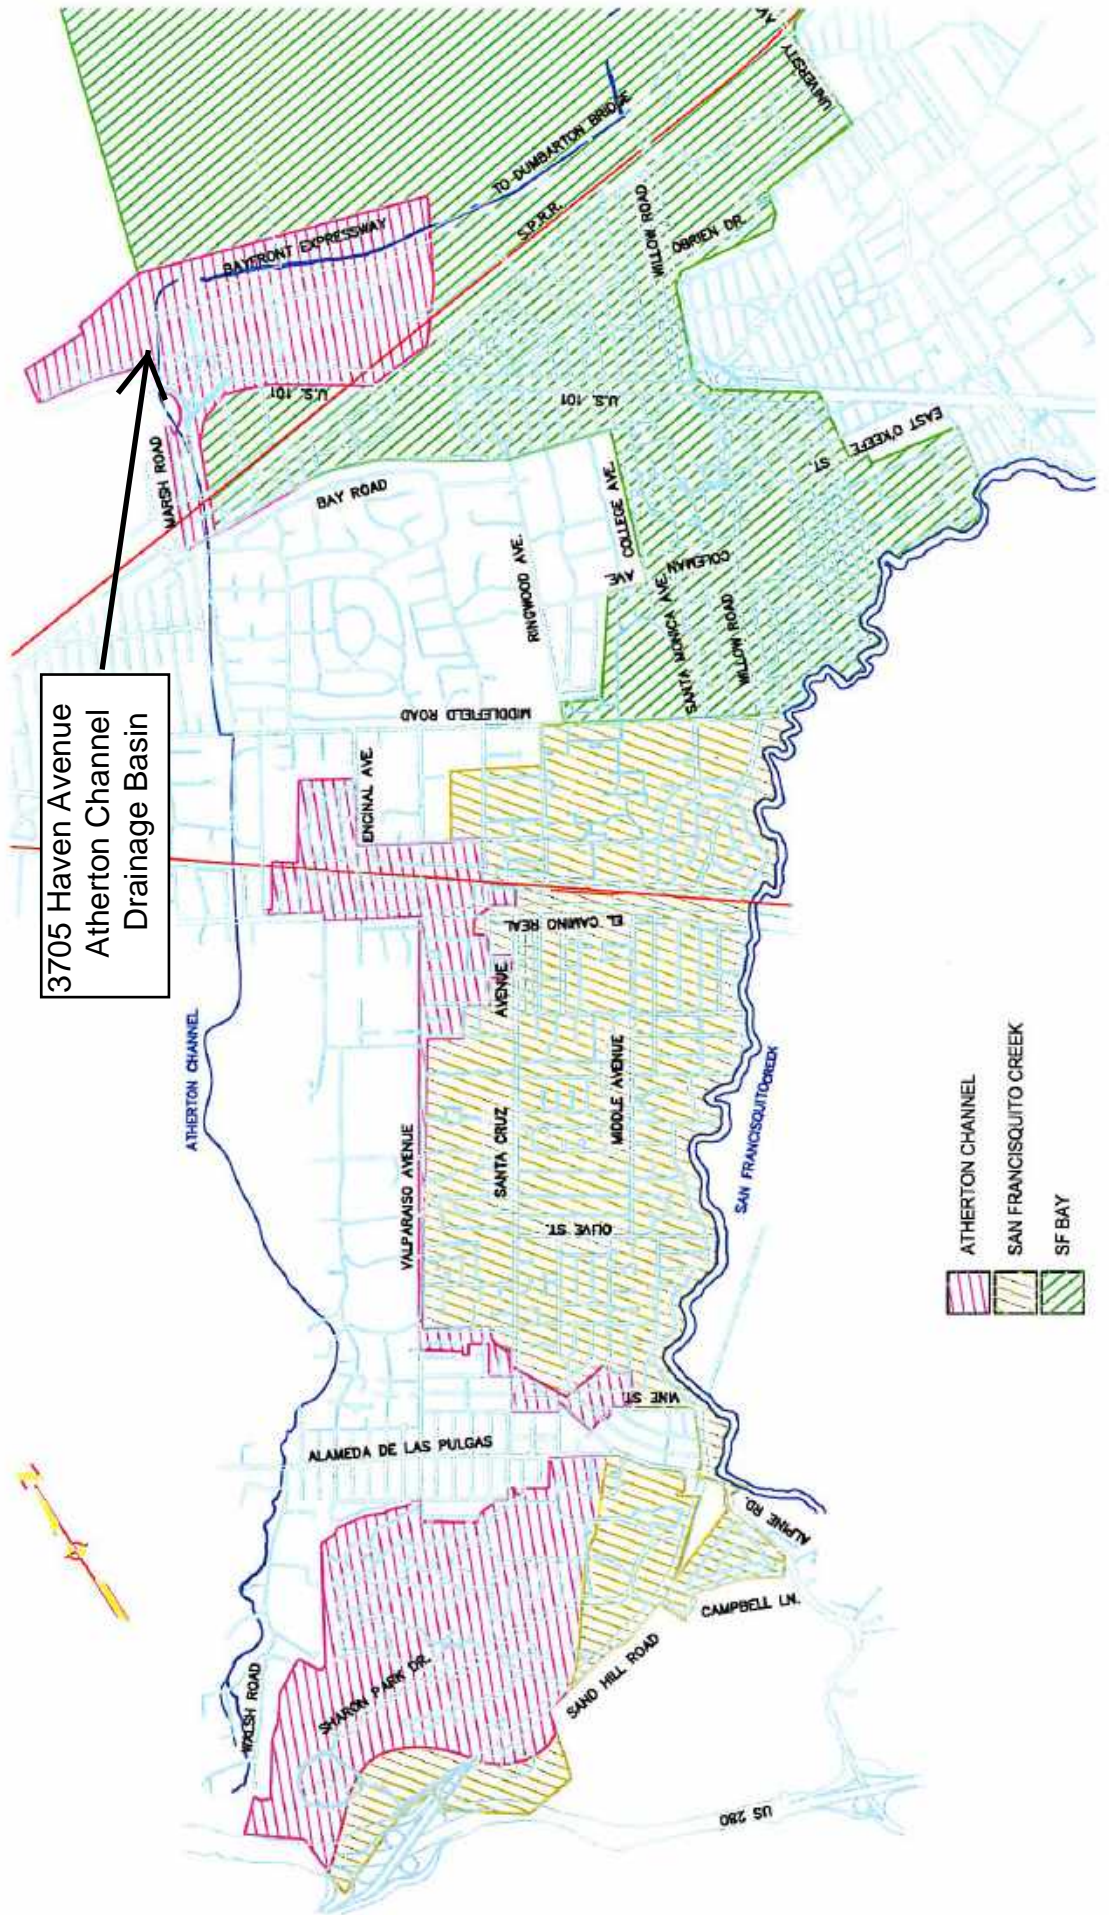 3705 Haven Avenue
Atherton Channel
Drainage Basin
UNIVERSITY
AV
TO DUMBARTON BRIDGE
S.P.R.R.
BAYFRONT EXPRESSWAY
WILLOW ROAD
OBRIEN DR.
U.S. 101
U.S. 101
MARSH ROAD
BAY ROAD
EAST O'KEEFE
ST.
COLLEGE AVE.
RINGWOOD AVE.
COLEMAN
AVE.
SANTA MONICA AVE.
WILLOW ROAD
MIDDLEFIELD ROAD
ENCINAL AVE.
EL CAMINO REAL
ATHERTON CHANNEL
VALPARAISO AVENUE
SANTA CRUZ
AVENUE
MIDDLE AVENUE
OLIVE ST.
SAN FRANCISQUITO CREEK
VINE ST
ALAMEDA DE LAS PULGAS
ALPINE RD.
CAMPBELL LN.
SAND HILL ROAD
SHARON PARK DR.
WALSH ROAD
US 280
N
ATHERTON CHANNEL
SAN FRANCISQUITO CREEK
SF BAY